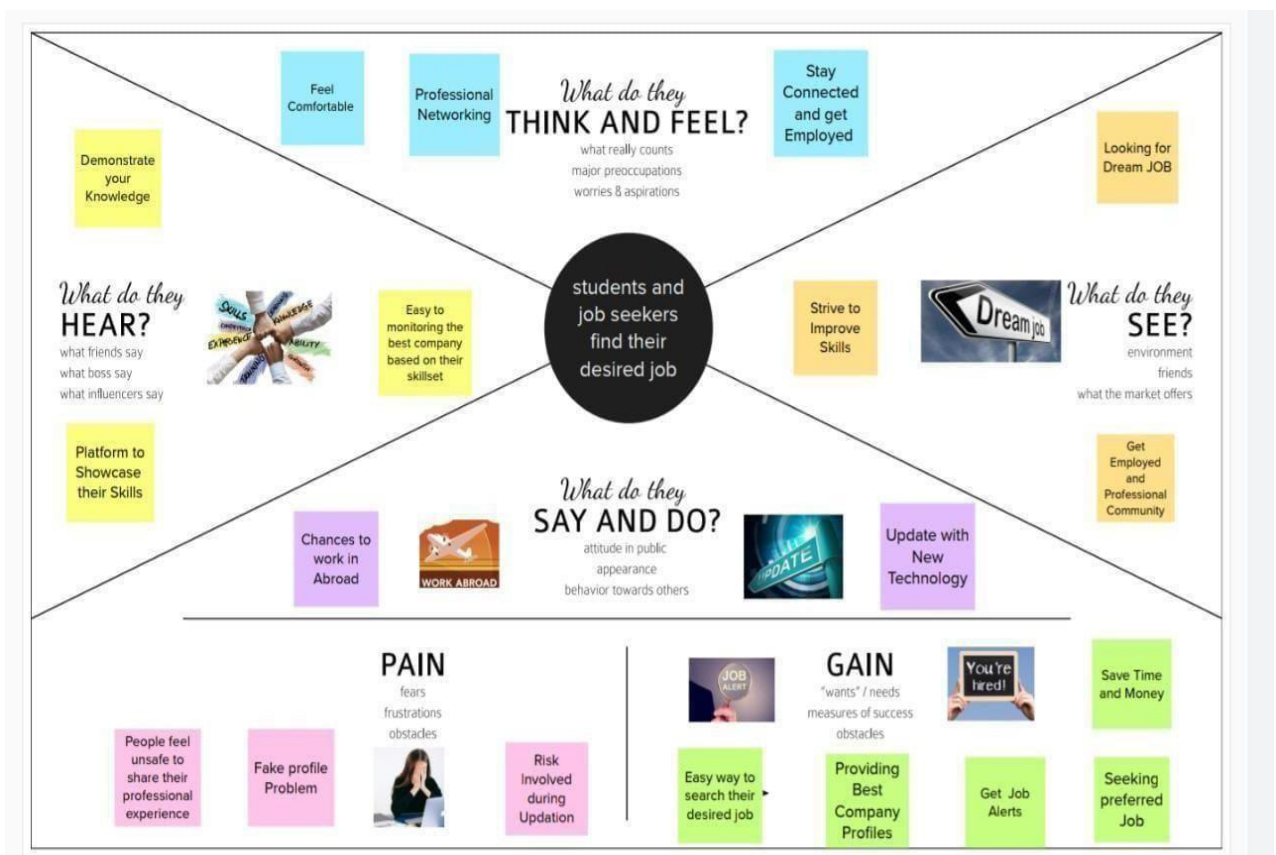 What do they
THINK AND FEEL?
what really counts
major preoccupations
worries & aspirations
Feel
Comfortable
Professional
Networking
Stay
Connected
and get
Employed
Demonstrate
your
Knowledge
What do they
HEAR?
what friends say
what boss say
what influencers say
SKILLS
KNOWLEDGE
EXPERIENCE
ABILITY
TRAINING
Easy to
monitoring the
best company
based on their
skillset
Platform to
Showcase
their Skills
students and
job seekers
find their
desired job
Looking for
Dream JOB
Strive to
Improve
Skills
Dream job
What do they
SEE?
environment
friends
what the market offers
Get
Employed
and
Professional
Community
What do they
SAY AND DO?
attitude in public
appearance
behavior towards others
Chances to
work in
Abroad
WORK ABROAD
UPDATE
Update with
New
Technology
PAIN
fears
frustrations
obstacles
People feel
unsafe to
share their
professional
experience
Fake profile
Problem
Risk
Involved
during
Updation
GAIN
"wants" / needs
measures of success
obstacles
JOB
ALERT
You're
hired!
Save Time
and Money
Easy way to
search their
desired job
Providing
Best
Company
Profiles
Get Job
Alerts
Seeking
preferred
Job